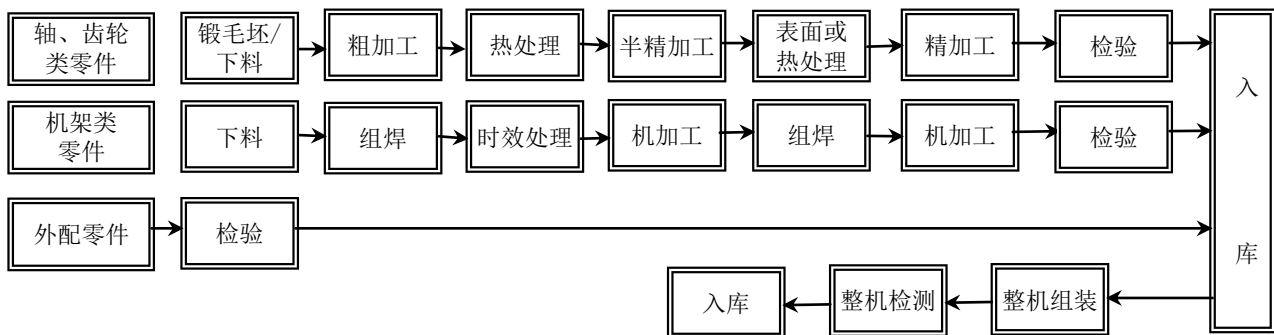 轴、齿轮
类零件
锻毛坯/
下料
粗加工
热处理
半精加工
表面或
热处理
精加工
检验
入
库
机架类
零件
下料
组焊
时效处理
机加工
组焊
机加工
检验
外配零件
检验
入库
整机检测
整机组装